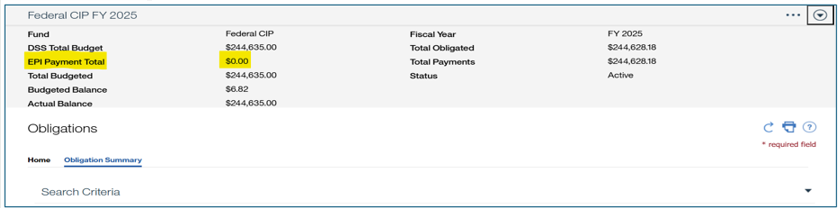 Federal CIP FY 2025
Fund Federal CIP Fiscal Year FY 2025
DSS Total Budget $244,635.00 Total Obligated $244,628.18
EPI Payment Total $0.00 Total Payments $244,628.18
Total Budgeted $244,635.00 Status Active
Budgeted Balance $6.82
Actual Balance $244,635.00
Obligations
* required field
Home Obligation Summary
Search Criteria